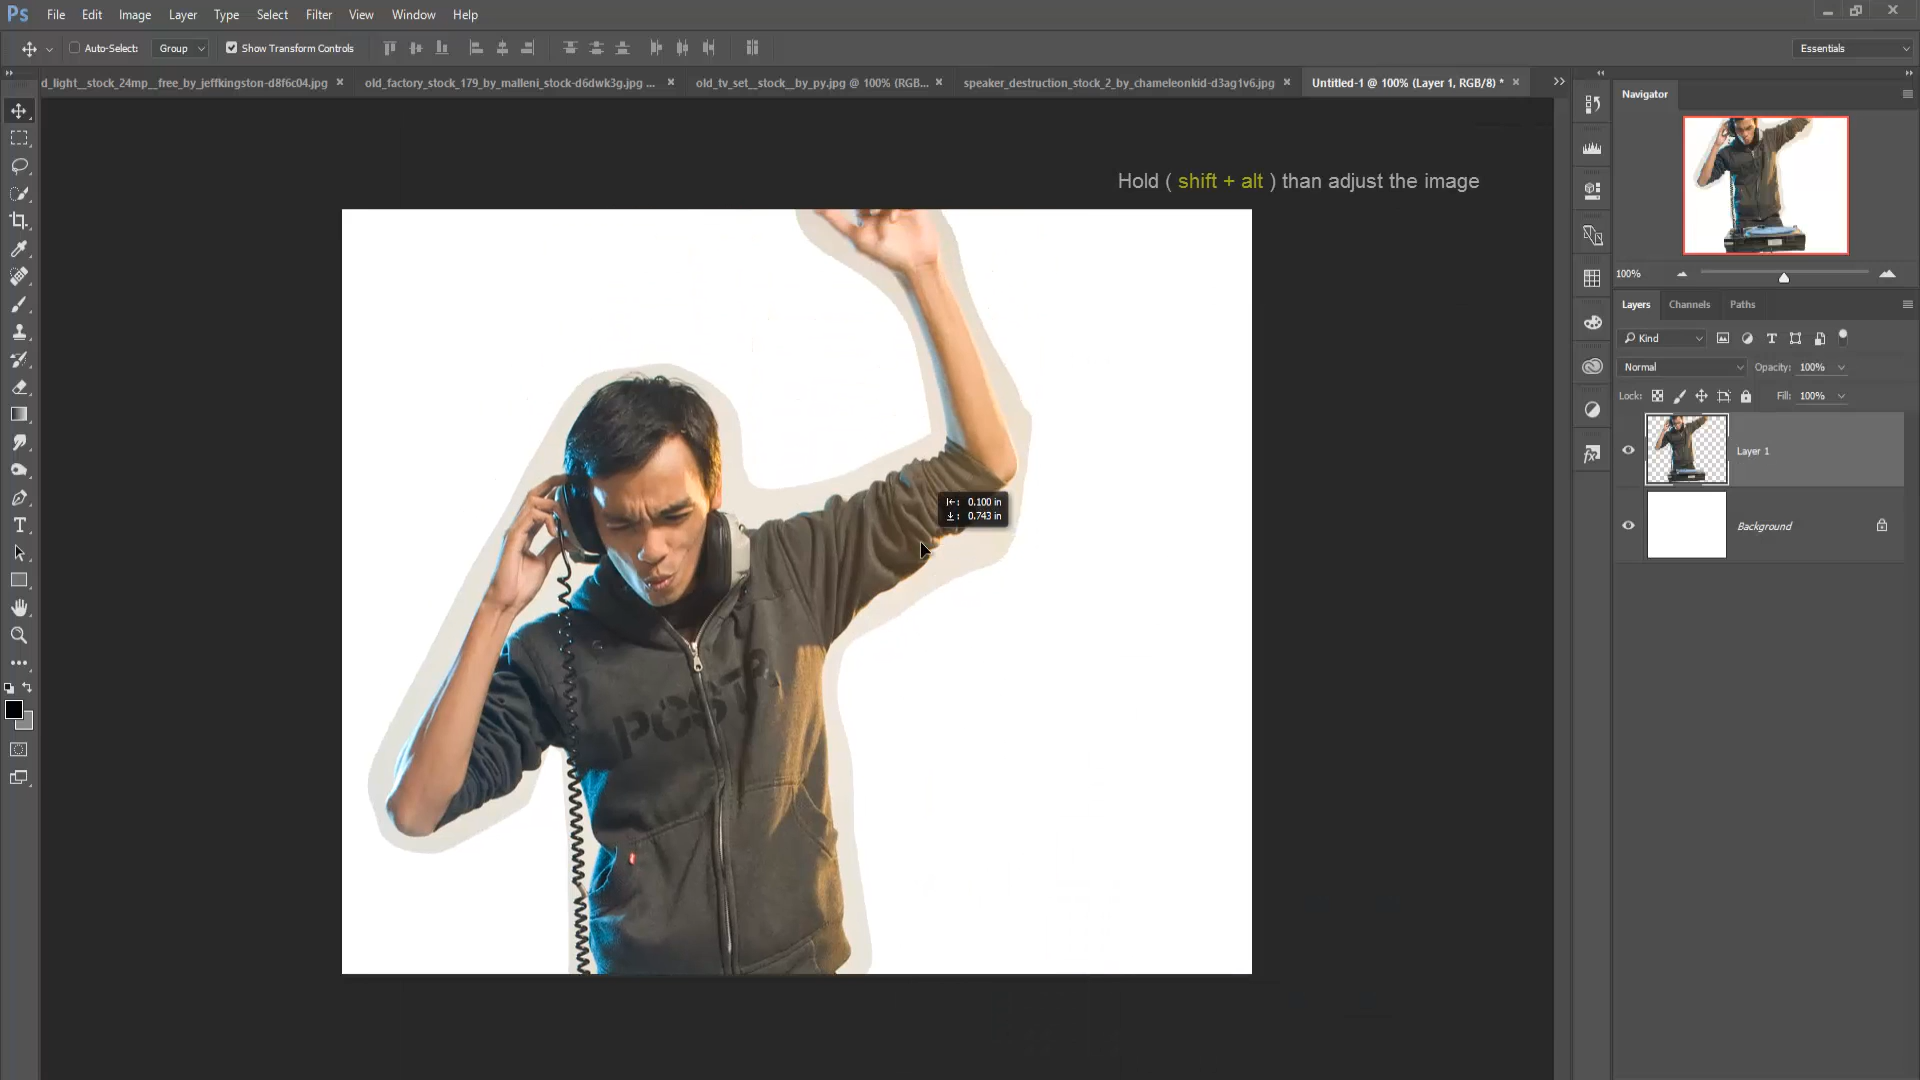 Ps File Edit Image Layer Type Select Filter View Window Help
Auto-Select: Group Show Transform Controls Essentials
d_light__stock_24mp__free_by_jeffkingston-d8f6c04.jpg old_factory_stock_179_by_malleni_stock-d6dwk3g.jpg ... old_tv_set__stock__by_py.jpg @ 100% (RGB... speaker_destruction_stock_2_by_chameleonkid-d3ag1v6.jpg Untitled-1 @ 100% (Layer 1, RGB/8) *
Navigator
Hold ( shift + alt ) than adjust the image
100%
Layers Channels Paths
Kind
Normal Opacity: 100%
Lock: Fill: 100%
Layer 1
0.100 in
0.743 in
Background
POSTR